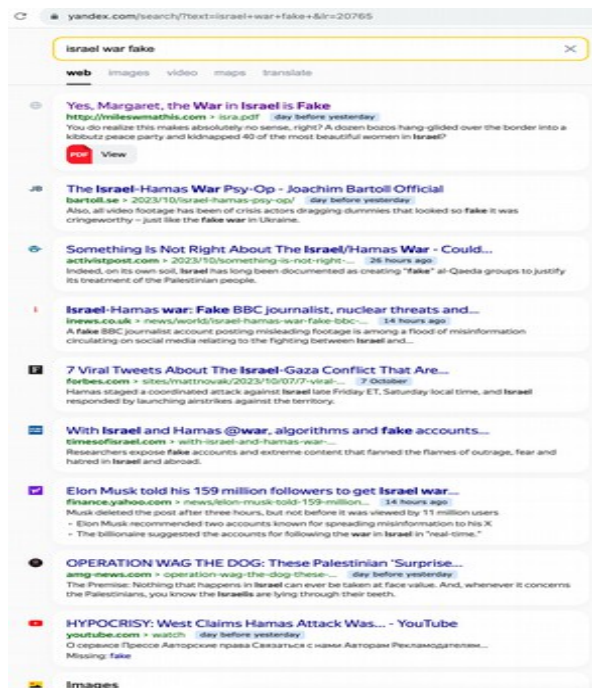 yandex.com/search/?text=israel+war+fake+&lr=20765
israel war fake
web images video maps translate
Yes, Margaret, the War in Israel is Fake
http://mileswmathis.com > isra.pdf day before yesterday
You do realize this makes absolutely no sense, right? A dozen bozos hang-glided over the border into a
kibbutz peace party and kidnapped 40 of the most beautiful women in Israel?
PDF View
JB
The Israel-Hamas War Psy-Op - Joachim Bartoll Official
bartoll.se > 2023/10/israel-hamas-psy-op/ day before yesterday
Also, all video footage has been of crisis actors dragging dummies that looked so fake it was
cringeworthy – just like the fake war in Ukraine.
Something Is Not Right About The Israel/Hamas War - Could...
activistpost.com > 2023/10/something-is-not-right-... 26 hours ago
Indeed, on its own soil, Israel has long been documented as creating "fake" al-Qaeda groups to justify
its treatment of the Palestinian people.
i
Israel-Hamas war: Fake BBC journalist, nuclear threats and...
inews.co.uk > news/world/israel-hamas-war-fake-bbc-... 14 hours ago
A fake BBC journalist account posting misleading footage is among a flood of misinformation
circulating on social media relating to the fighting between Israel and...
F
7 Viral Tweets About The Israel-Gaza Conflict That Are...
forbes.com > sites/mattnovak/2023/10/07/7-viral-... 7 October
Hamas staged a coordinated attack against Israel late Friday ET, Saturday local time, and Israel
responded by launching airstrikes against the territory.
With Israel and Hamas @war, algorithms and fake accounts...
timesofisrael.com > with-israel-and-hamas-war-...
Researchers expose fake accounts and extreme content that fanned the flames of outrage, fear and
hatred in Israel and abroad.
Elon Musk told his 159 million followers to get Israel war...
finance.yahoo.com > news/elon-musk-told-159-million... 14 hours ago
Musk deleted the post after three hours, but not before it was viewed by 11 million users
- Elon Musk recommended two accounts known for spreading misinformation to his X
- The billionaire suggested the accounts for following the war in Israel in "real-time."
OPERATION WAG THE DOG: These Palestinian 'Surprise...
amg-news.com > operation-wag-the-dog-these-... day before yesterday
The Premise: Nothing that happens in Israel can ever be taken at face value. And, whenever it concerns
the Palestinians, you know the Israelis are lying through their teeth.
HYPOCRISY: West Claims Hamas Attack Was... - YouTube
youtube.com > watch day before yesterday
О сервисе Прессе Авторские права Связаться с нами Авторам Рекламодателям...
Missing: fake
Images